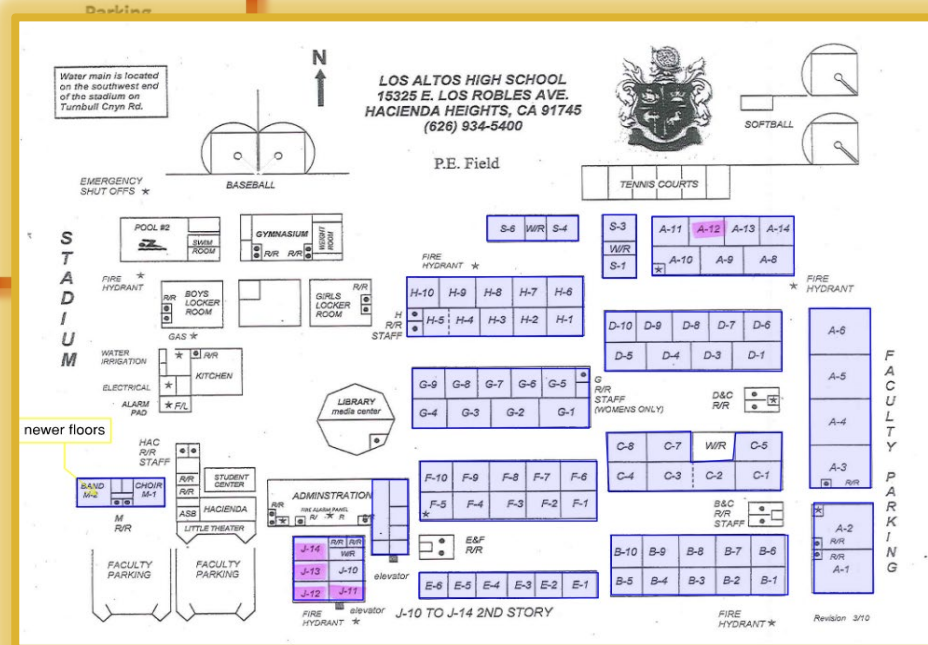 Parking
Water main is located
on the southwest end
of the stadium on
Turnbull Cnyn Rd.
N
LOS ALTOS HIGH SCHOOL
15325 E. LOS ROBLES AVE.
HACIENDA HEIGHTS, CA 91745
(626) 934-5400
P.E. Field
SOFTBALL
TENNIS COURTS
EMERGENCY
SHUT OFFS
BASEBALL
STADIUM
POOL #2
SWIM
ROOM
GYMNASIUM
R/R R/R
WEIGHT
ROOM
S-6 W/R S-4
S-3
W/R
S-1
A-11 A-12 A-13 A-14
A-10 A-9 A-8
FIRE
HYDRANT
FIRE
HYDRANT
FIRE
HYDRANT
R/R
BOYS
LOCKER
ROOM
R/R
GIRLS
LOCKER
ROOM
GAS
H
R/R
STAFF
H-10 H-9 H-8 H-7 H-6
H-5 H-4 H-3 H-2 H-1
D-10 D-9 D-8 D-7 D-6
D-5 D-4 D-3 D-1
A-6
A-5
A-4
A-3
R/R
FACULTY PARKING
WATER
IRRIGATION
R/R
KITCHEN
ELECTRICAL
ALARM
PAD
F/L
LIBRARY
media center
G-9 G-8 G-7 G-6 G-5
G-4 G-3 G-2 G-1
G
R/R
STAFF
(WOMENS ONLY)
D&C
R/R
newer floors
HAC
R/R
STAFF
C-8 C-7 W/R C-5
C-4 C-3 C-2 C-1
BAND
CHOIR
M-1
M
R/R
R/R
R/R
STUDENT
CENTER
ASB
HACIENDA
LITTLE THEATER
ADMINSTRATION
R/R
FIRE ALARM PANEL
F-10 F-9 F-8 F-7 F-6
F-5 F-4 F-3 F-2 F-1
B&C
R/R
STAFF
A-2
R/R
R/R
A-1
FACULTY
PARKING
FACULTY
PARKING
R/R R/R
W/R
J-14
J-13 J-10
J-12 J-11
elevator
elevator
E&F
R/R
B-10 B-9 B-8 B-7 B-6
B-5 B-4 B-3 B-2 B-1
E-6 E-5 E-4 E-3 E-2 E-1
FIRE
HYDRANT
J-10 TO J-14 2ND STORY
FIRE
HYDRANT
Revision 3/10